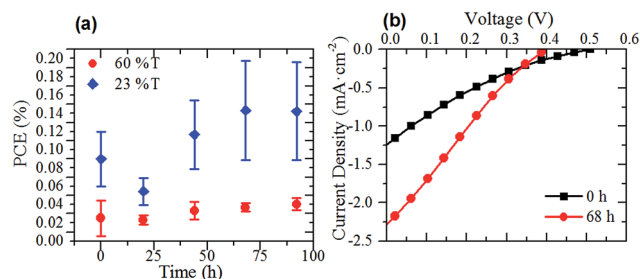 (a)
60 %T
23 %T
PCE (%)
0.20
0.18
0.16
0.14
0.12
0.10
0.08
0.06
0.04
0.02
0.00
0 25 50 75 100
Time (h)
(b)
Voltage (V)
0.0 0.1 0.2 0.3 0.4 0.5 0.6
Current Density (mA·cm⁻²)
0.0
-0.5
-1.0
-1.5
-2.0
-2.5
0 h
68 h